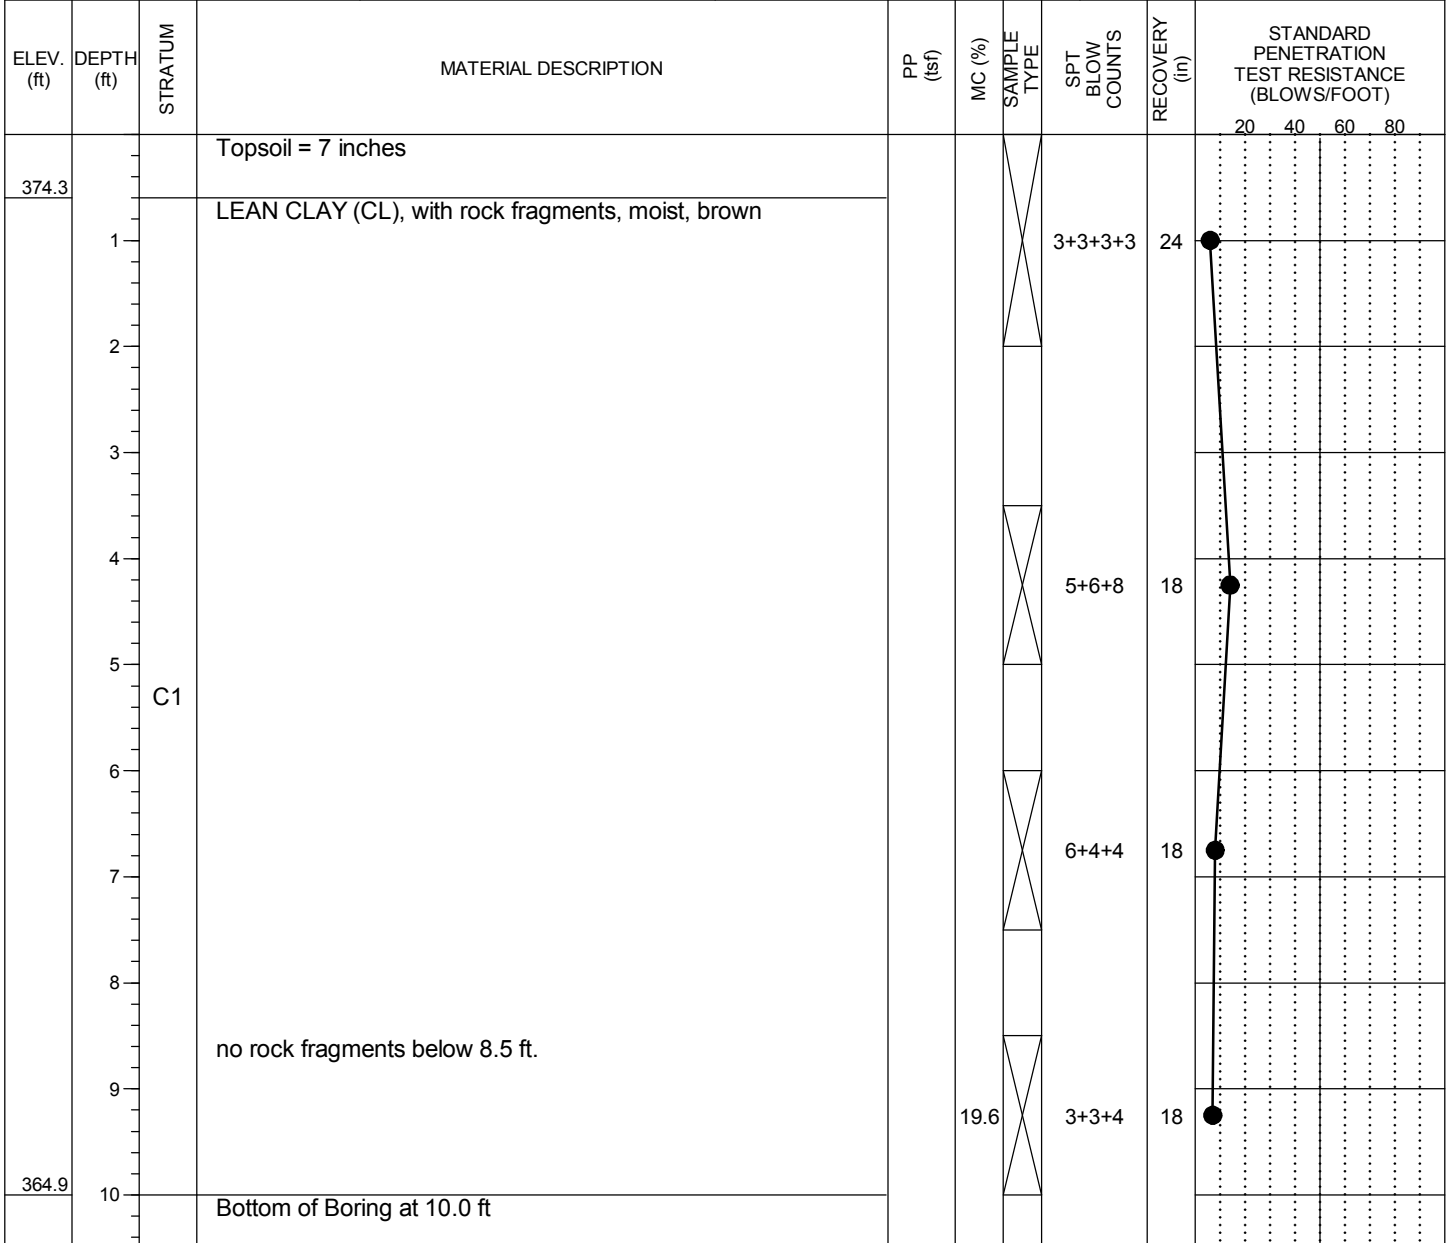 ELEV.
(ft)
DEPTH
(ft)
STRATUM
MATERIAL DESCRIPTION
PP
(tsf)
MC (%)
SAMPLE
TYPE
SPT
BLOW
COUNTS
RECOVERY
(in)
STANDARD
PENETRATION
TEST RESISTANCE
(BLOWS/FOOT)
20 40 60 80
Topsoil = 7 inches
374.3
LEAN CLAY (CL), with rock fragments, moist, brown
1 3+3+3+3 24
2
3
4
5+6+8 18
5
C1
6
6+4+4 18
7
8
no rock fragments below 8.5 ft.
9
19.6 3+3+4 18
364.9
10
Bottom of Boring at 10.0 ft